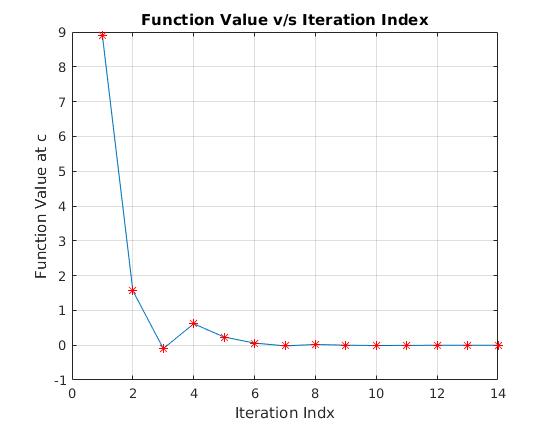 Function Value v/s Iteration Index
9
8
7
6
5
4
3
2
1
0
-1
Function Value at c
0 2 4 6 8 10 12 14
Iteration Indx